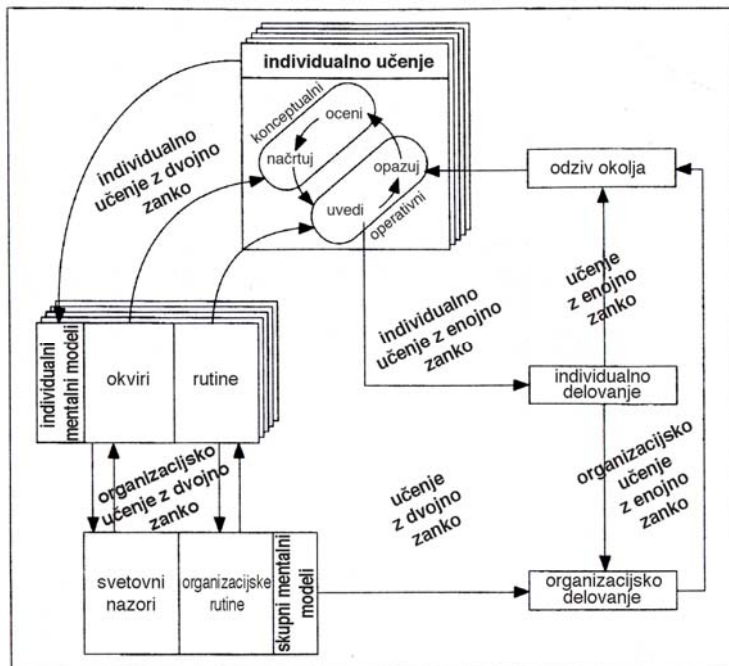 individualno učenje
konceptualni
oceni
načrtuj
opazuj
uvedi
operativni
individualno
učenje z dvojno
zanko
odziv okolja
učenje
z enojno
zanko
individualno
učenje z enojno
zanko
individualni
mentalni modeli
okviri
rutine
individualno
delovanje
organizacijsko
učenje z dvojno
zanko
učenje
z dvojno
zanko
organizacijsko
učenje
z enojno
zanko
svetovni
nazori
organizacijske
rutine
skupni mentalni
modeli
organizacijsko
delovanje